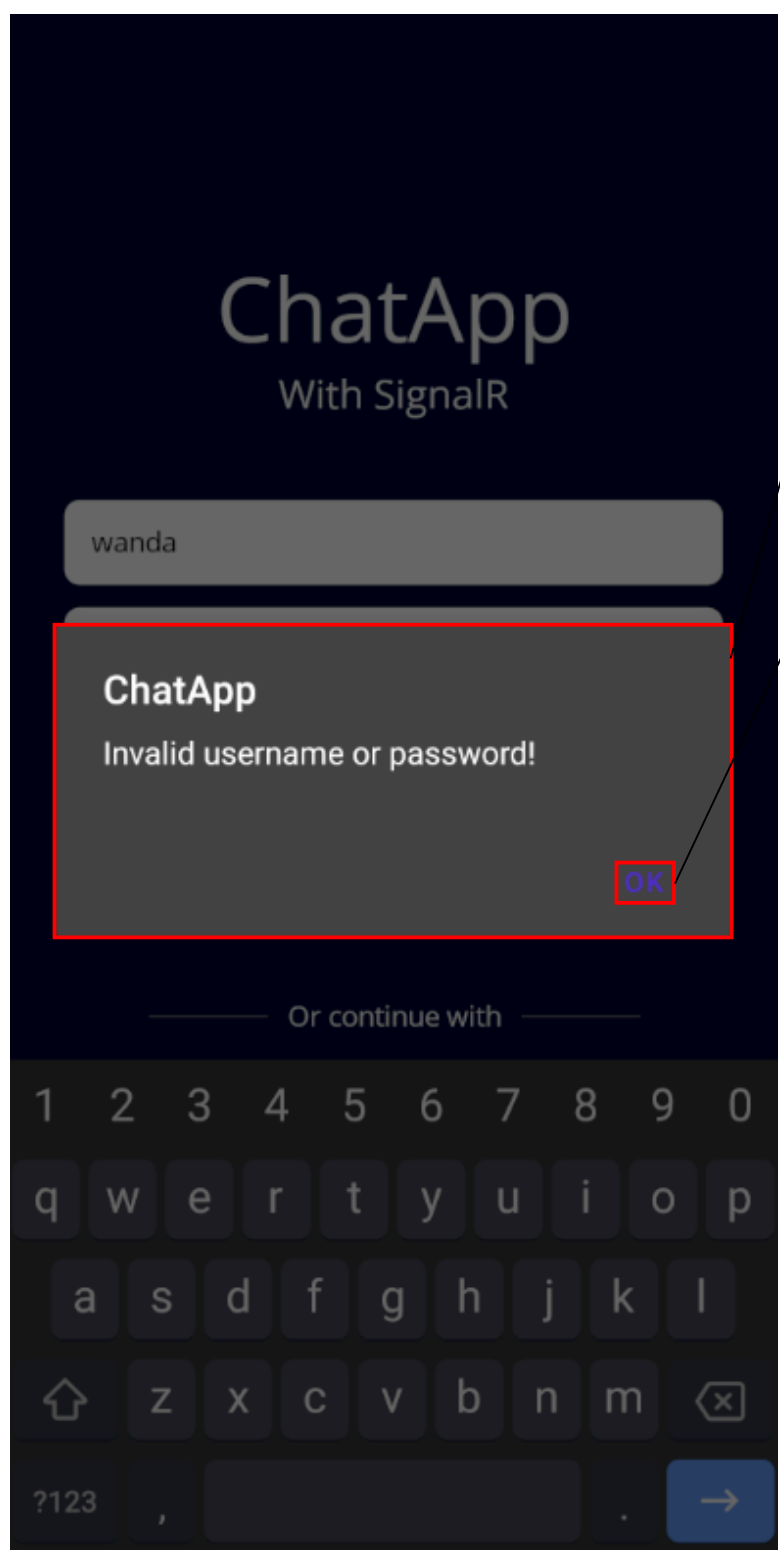 ChatApp
With SignalR
wanda
ChatApp
Invalid username or password!
OK
Or continue with
1 2 3 4 5 6 7 8 9 0
q w e r t y u i o p
a s d f g h j k l
z x c v b n m
?123 , .